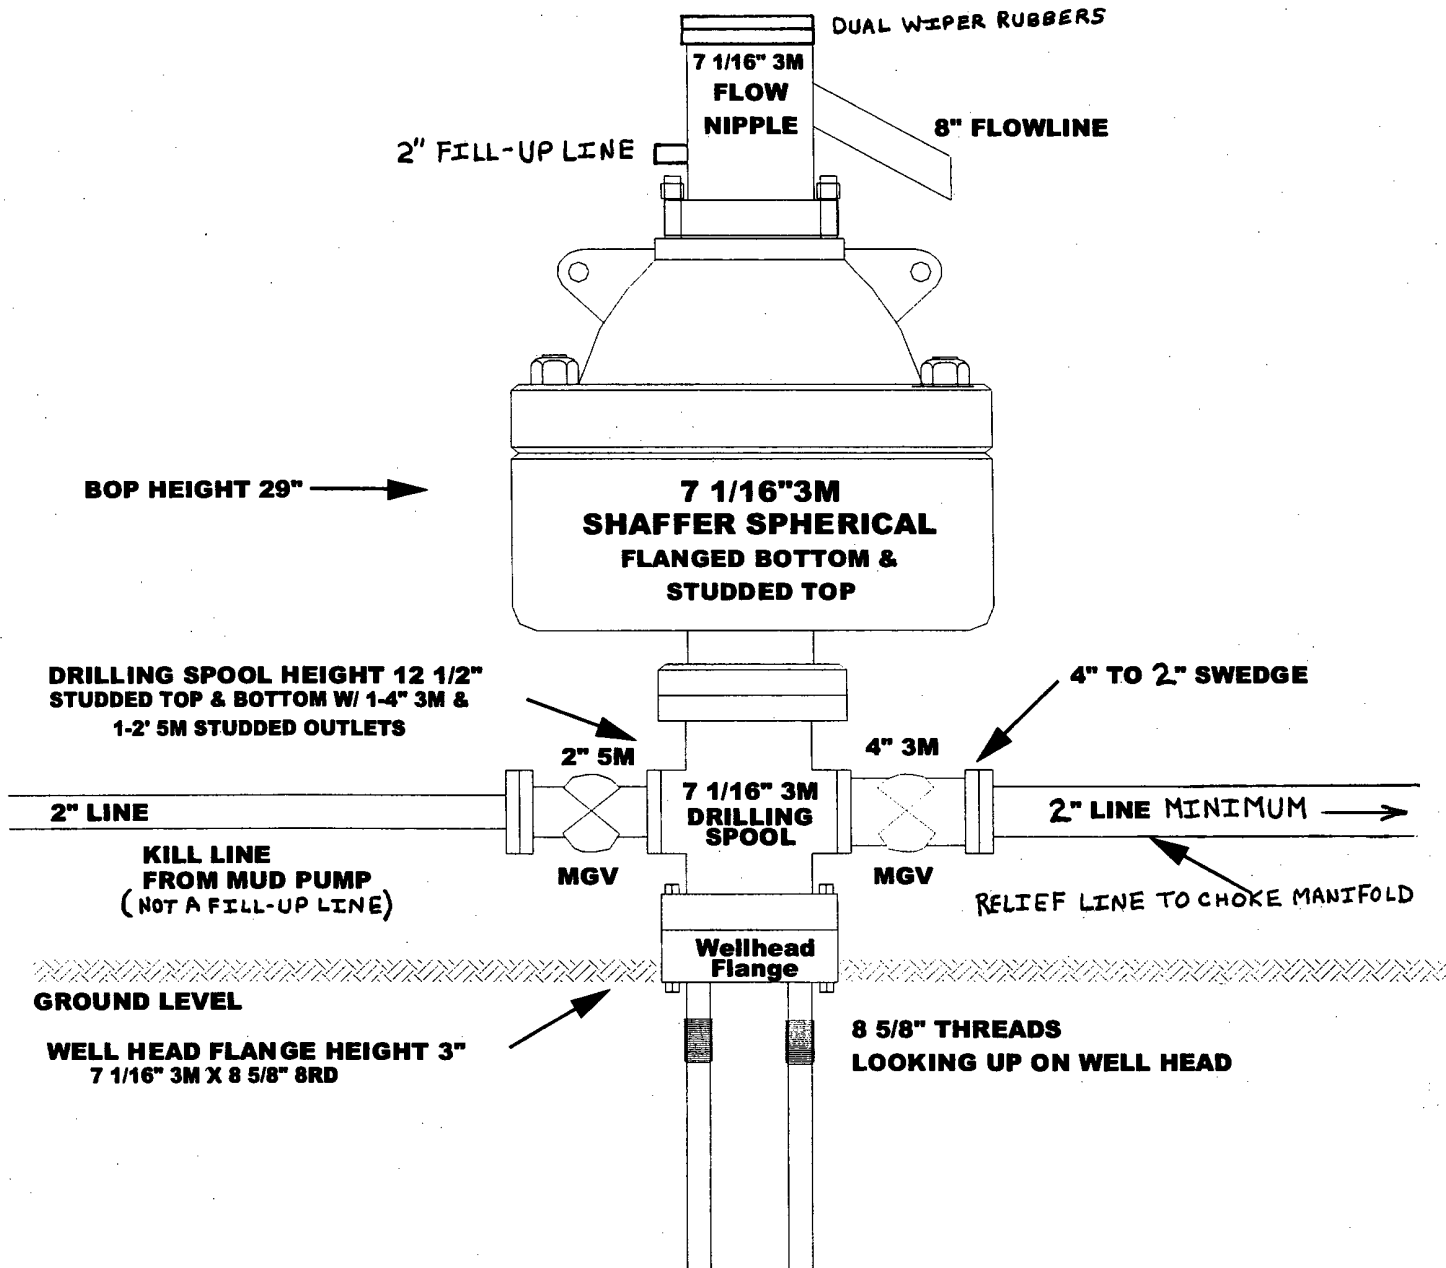 DUAL WIPER RUBBERS
7 1/16" 3M
FLOW
NIPPLE
8" FLOWLINE
2" FILL-UP LINE
BOP HEIGHT 29"
7 1/16"3M
SHAFFER SPHERICAL
FLANGED BOTTOM &
STUDDED TOP
DRILLING SPOOL HEIGHT 12 1/2"
STUDDED TOP & BOTTOM W/ 1-4" 3M &
1-2' 5M STUDDED OUTLETS
4" TO 2" SWEDGE
2" 5M
4" 3M
2" LINE
7 1/16" 3M
DRILLING
SPOOL
2" LINE MINIMUM
KILL LINE
FROM MUD PUMP
(NOT A FILL-UP LINE)
MGV
MGV
RELIEF LINE TO CHOKE MANIFOLD
Wellhead
Flange
GROUND LEVEL
WELL HEAD FLANGE HEIGHT 3"
7 1/16" 3M X 8 5/8" 8RD
8 5/8" THREADS
LOOKING UP ON WELL HEAD